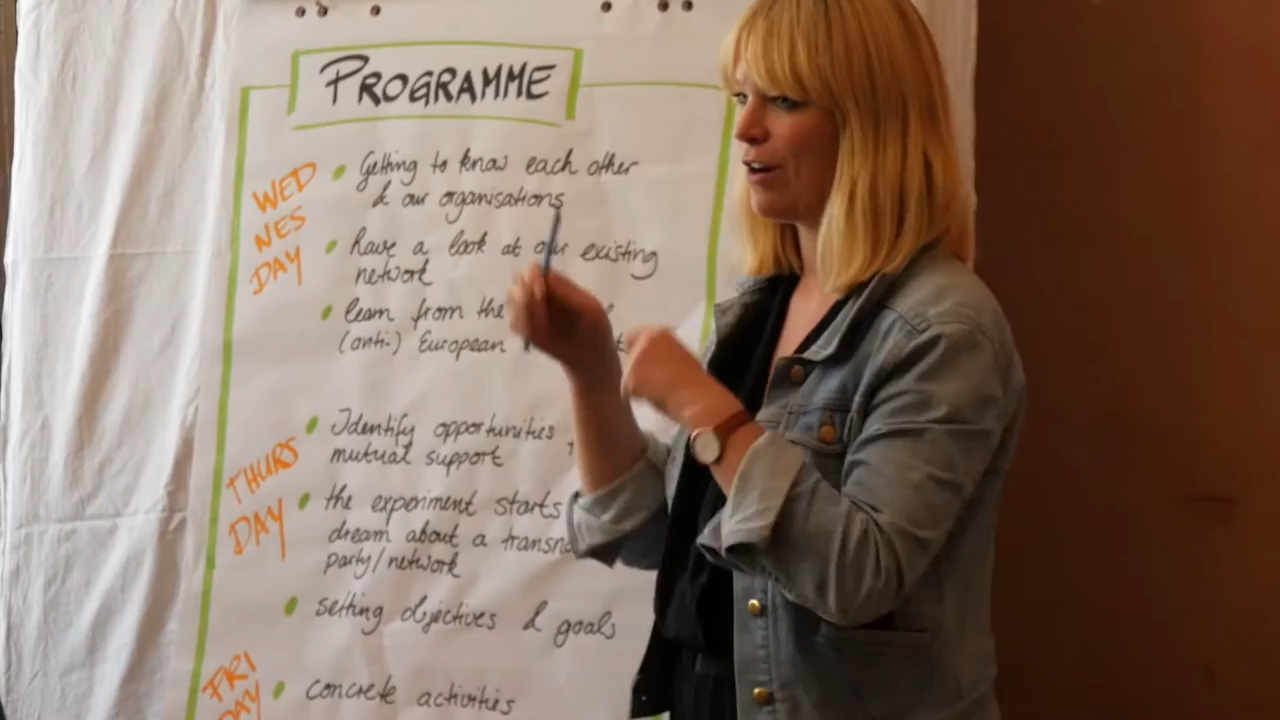 PROGRAMME
WED
NES
DAY
Getting to know each other
& our organisations
have a look at our existing
network
learn from the
(anti-) European
THURS
DAY
Identify opportunities
mutual support
the experiment starts
dream about a
party/network
setting objectives & goals
FRI
DAY
concrete activities